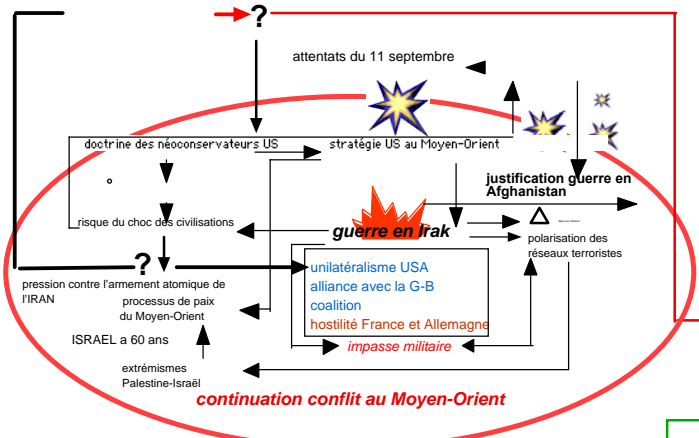 ?
attentats du 11 septembre
doctrine des néoconservateurs US
stratégie US au Moyen-Orient
justification guerre en
Afghanistan
risque du choc des civilisations
guerre en Irak
polarisation des
réseaux terroristes
?
pression contre l'armement atomique de
l'IRAN
processus de paix
du Moyen-Orient
unilatéralisme USA
alliance avec la G-B
coalition
hostilité France et Allemagne
ISRAEL a 60 ans
impasse militaire
extrémismes
Palestine-Israël
continuation conflit au Moyen-Orient